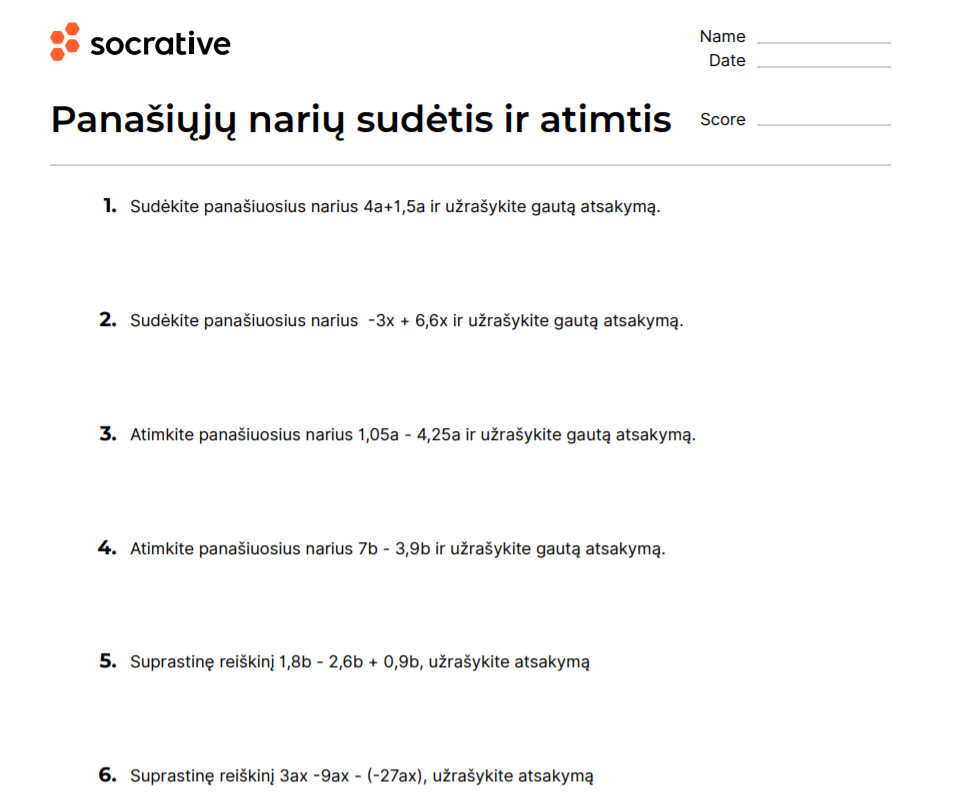 socrative
Name
Date
Panašiųjų narių sudėtis ir atimtis
Score
1. Sudėkite panašiuosius narius 4a+1,5a ir užrašykite gautą atsakymą.
2. Sudėkite panašiuosius narius  -3x + 6,6x ir užrašykite gautą atsakymą.
3. Atimkite panašiuosius narius 1,05a - 4,25a ir užrašykite gautą atsakymą.
4. Atimkite panašiuosius narius 7b - 3,9b ir užrašykite gautą atsakymą.
5. Suprastinę reiškinį 1,8b - 2,6b + 0,9b, užrašykite atsakymą
6. Suprastinę reiškinį 3ax -9ax - (-27ax), užrašykite atsakymą